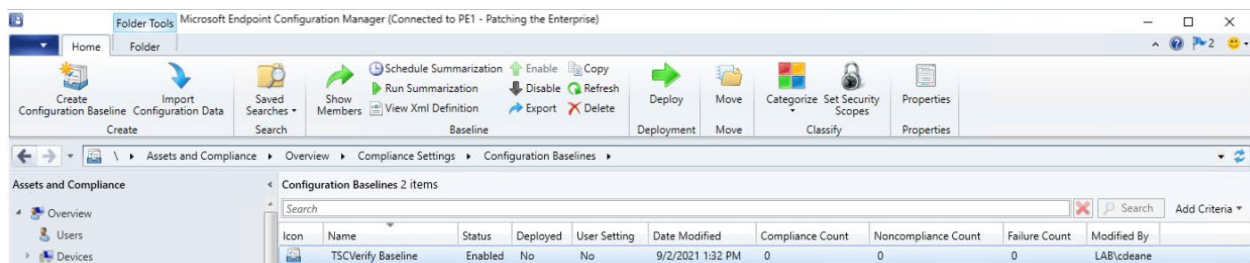 Folder Tools Microsoft Endpoint Configuration Manager (Connected to PE1 - Patching the Enterprise)
Home Folder 2
Create Configuration Baseline
Import Configuration Data
Create
Saved Searches
Search
Show Members
Schedule Summarization
Run Summarization
View Xml Definition
Enable
Disable
Export
Copy
Refresh
Delete
Baseline
Deploy
Deployment
Move
Move
Categorize
Set Security Scopes
Classify
Properties
Properties
\ Assets and Compliance Overview Compliance Settings Configuration Baselines
Assets and Compliance
Overview
Users
Devices
Configuration Baselines 2 items
Search Search Add Criteria
Icon Name Status Deployed User Setting Date Modified Compliance Count Noncompliance Count Failure Count Modified By
TSCVerify Baseline Enabled No No 9/2/2021 1:32 PM 0 0 0 LAB\cdeane